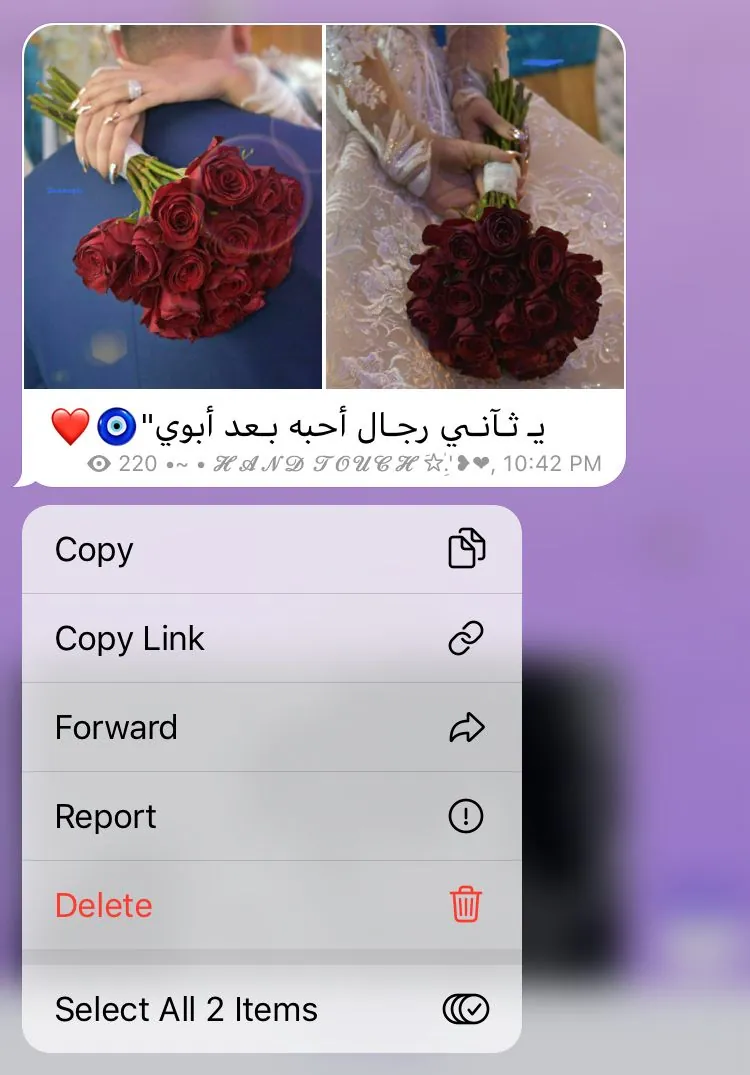 يـ ثـآنـي رجـال أحبه بـعد أبوي"🧿❤️
220 •~ • ℋ𝒜𝒩𝒟 𝒯𝒪𝒰𝒞ℋ ☆⁠҉'❥❤, 10:42 PM
Copy
Copy Link
Forward
Report
Delete
Select All 2 Items